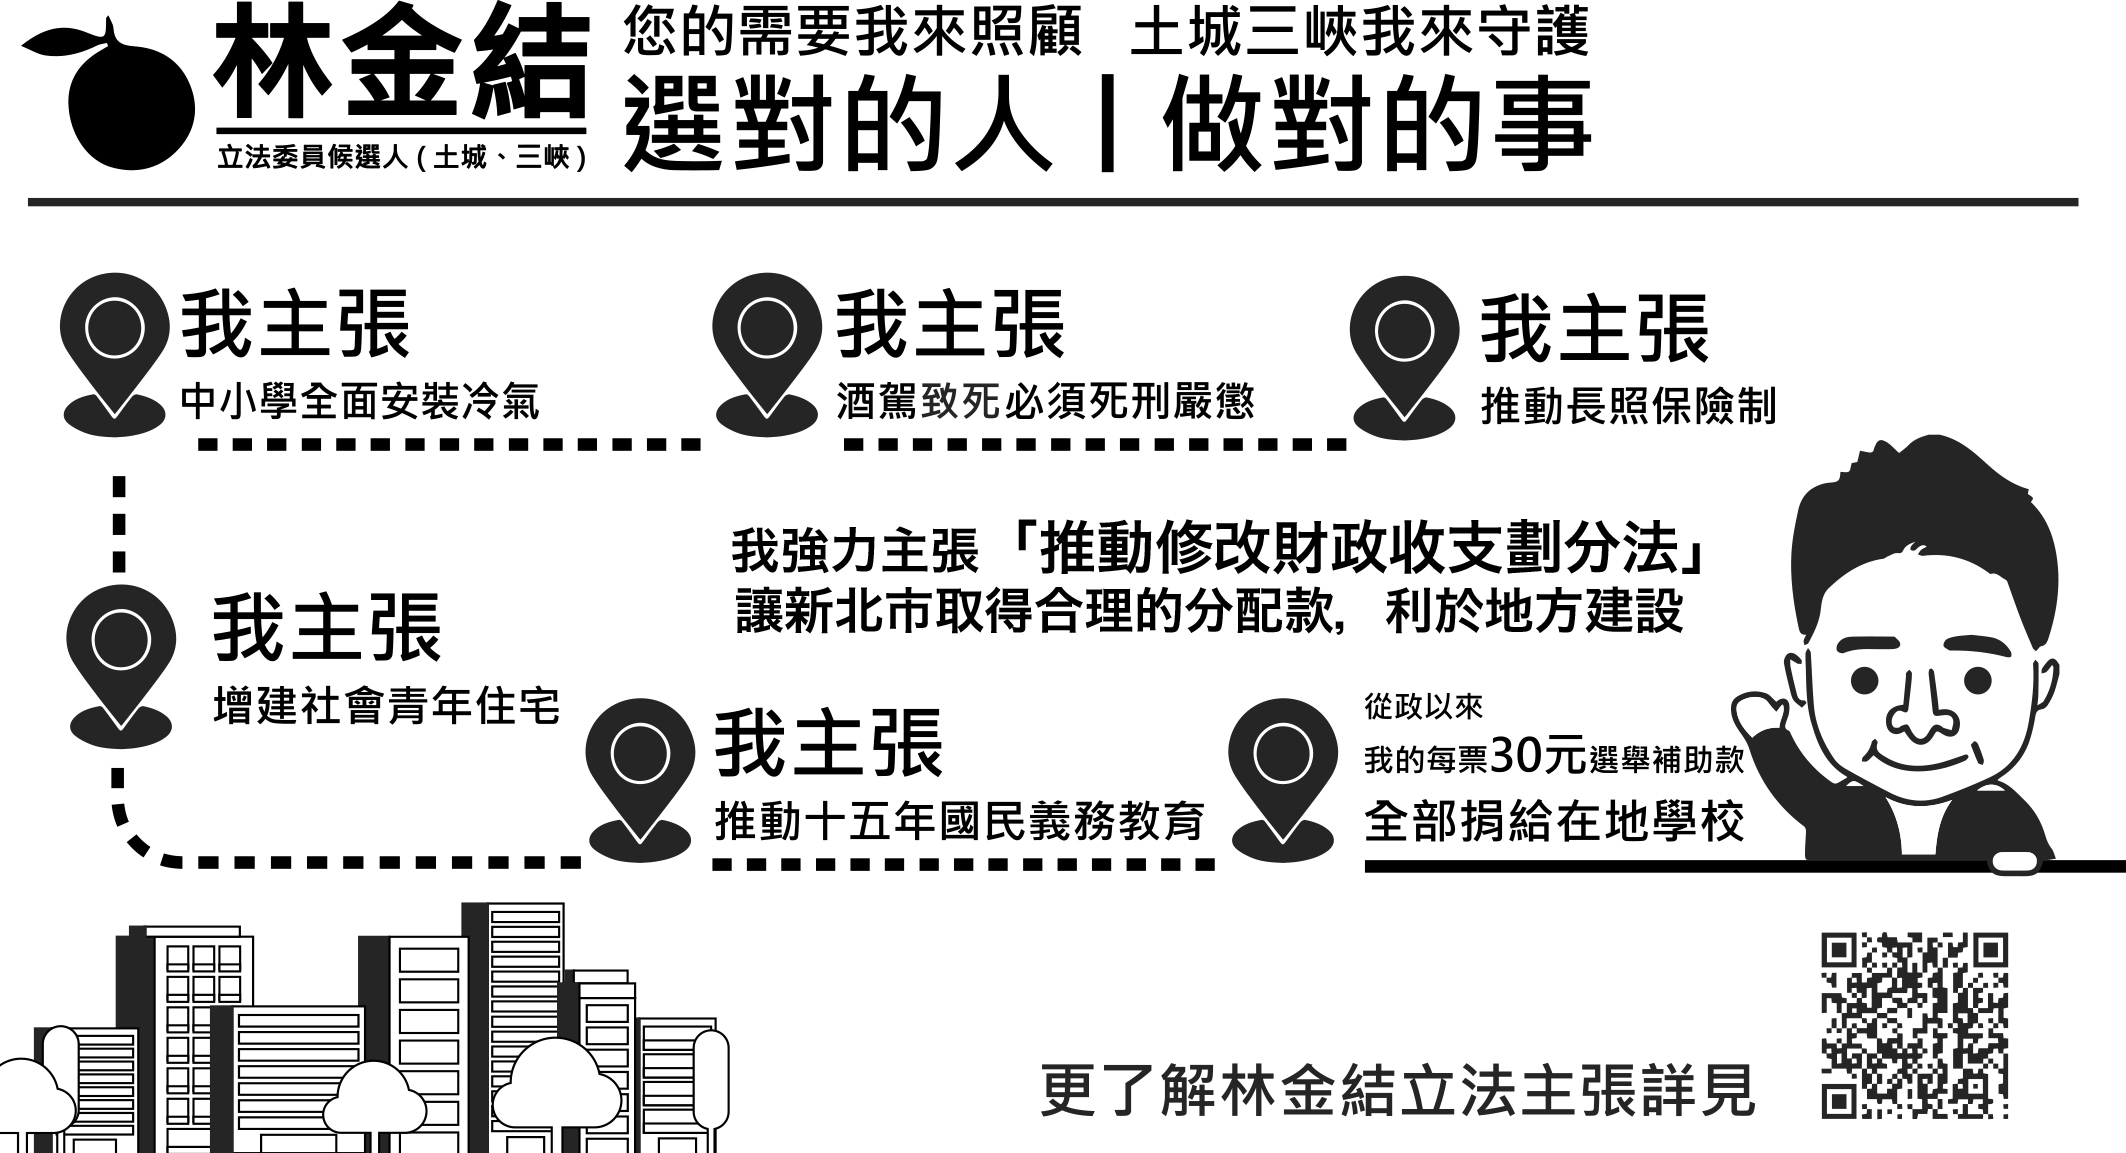 林金結
立法委員候選人(土城、三峽)
您的需要我來照顧 土城三峽我來守護
選對的人|做對的事
我主張
中小學全面安裝冷氣
我主張
酒駕致死必須死刑嚴懲
我主張
推動長照保險制
我強力主張「推動修改財政收支劃分法」
讓新北市取得合理的分配款, 利於地方建設
我主張
增建社會青年住宅
我主張
推動十五年國民義務教育
從政以來
我的每票30元選舉補助款
全部捐給在地學校
更了解林金結立法主張詳見